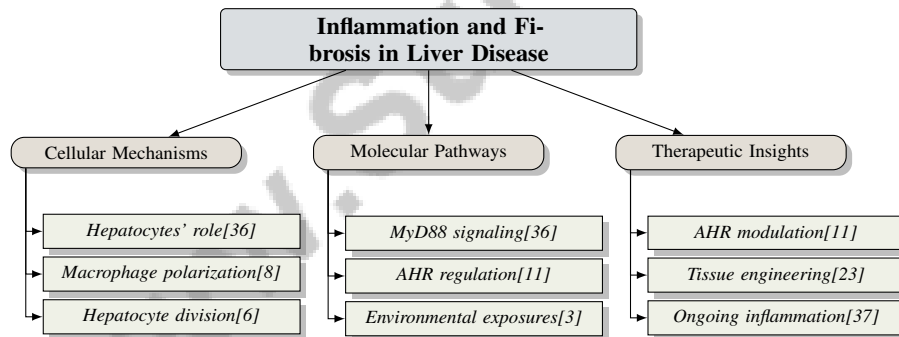 Inflammation and Fi-
brosis in Liver Disease
Cellular Mechanisms
Molecular Pathways
Therapeutic Insights
Hepatocytes' role[36]
MyD88 signaling[36]
AHR modulation[11]
Macrophage polarization[8]
AHR regulation[11]
Tissue engineering[23]
Hepatocyte division[6]
Environmental exposures[3]
Ongoing inflammation[37]